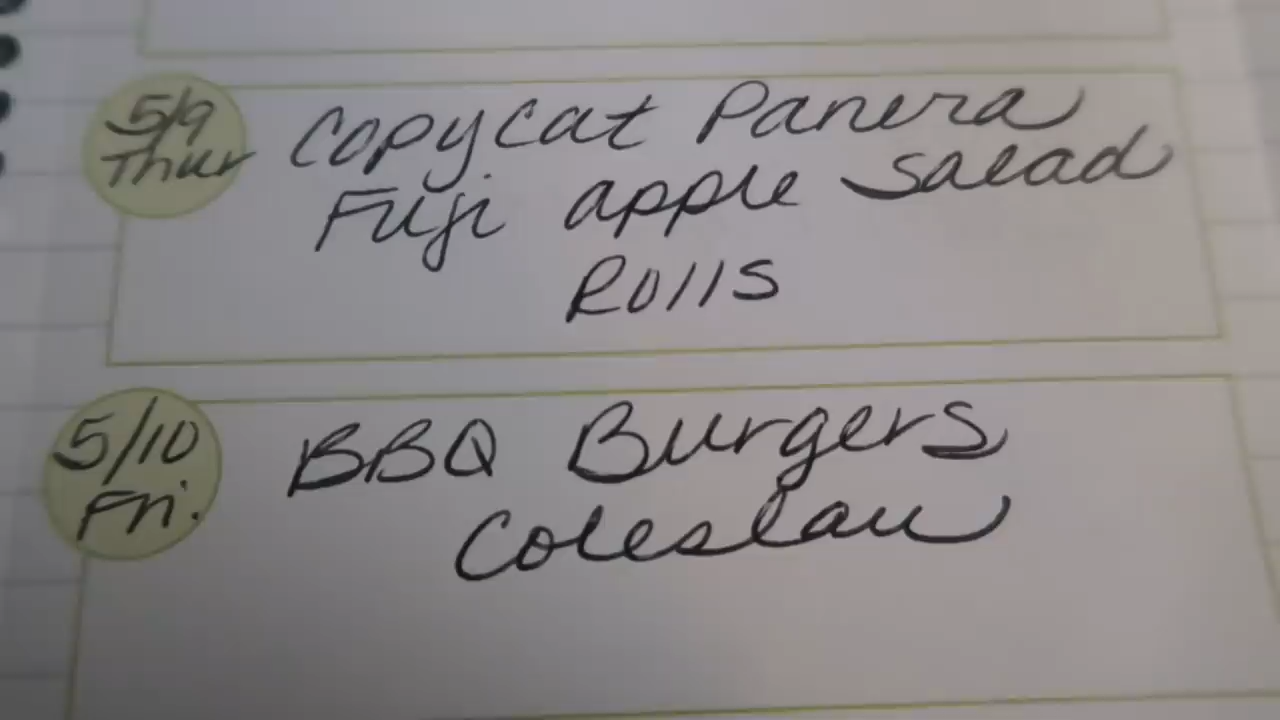 5/9
Thur
Copycat Panera
Fuji apple salad
Rolls
5/10
Fri.
BBQ Burgers
Coleslaw